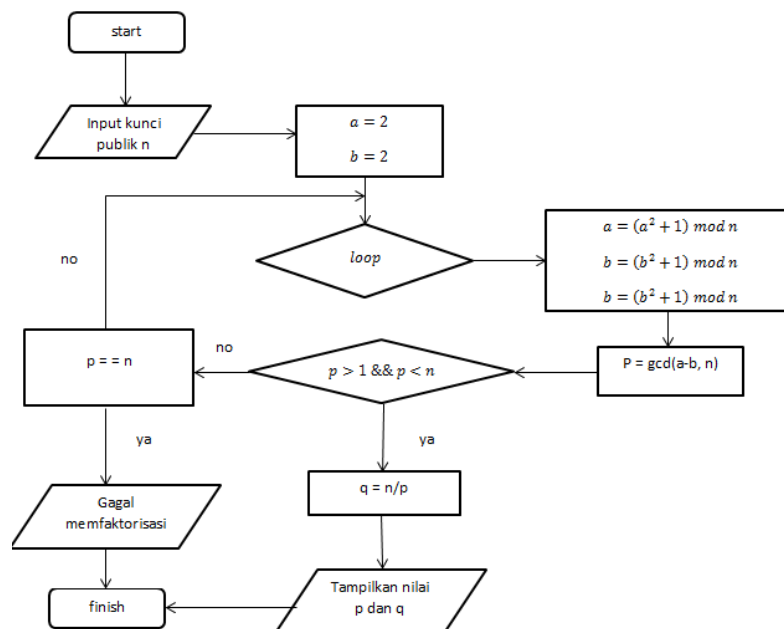 start
Input kunci
publik n
a = 2
b = 2
loop
a = (a² + 1) mod n
b = (b² + 1) mod n
b = (b² + 1) mod n
no
p = = n
no
p > 1 && p < n
P = gcd(a-b, n)
ya
ya
q = n/p
Gagal
memfaktorisasi
Tampilkan nilai
p dan q
finish